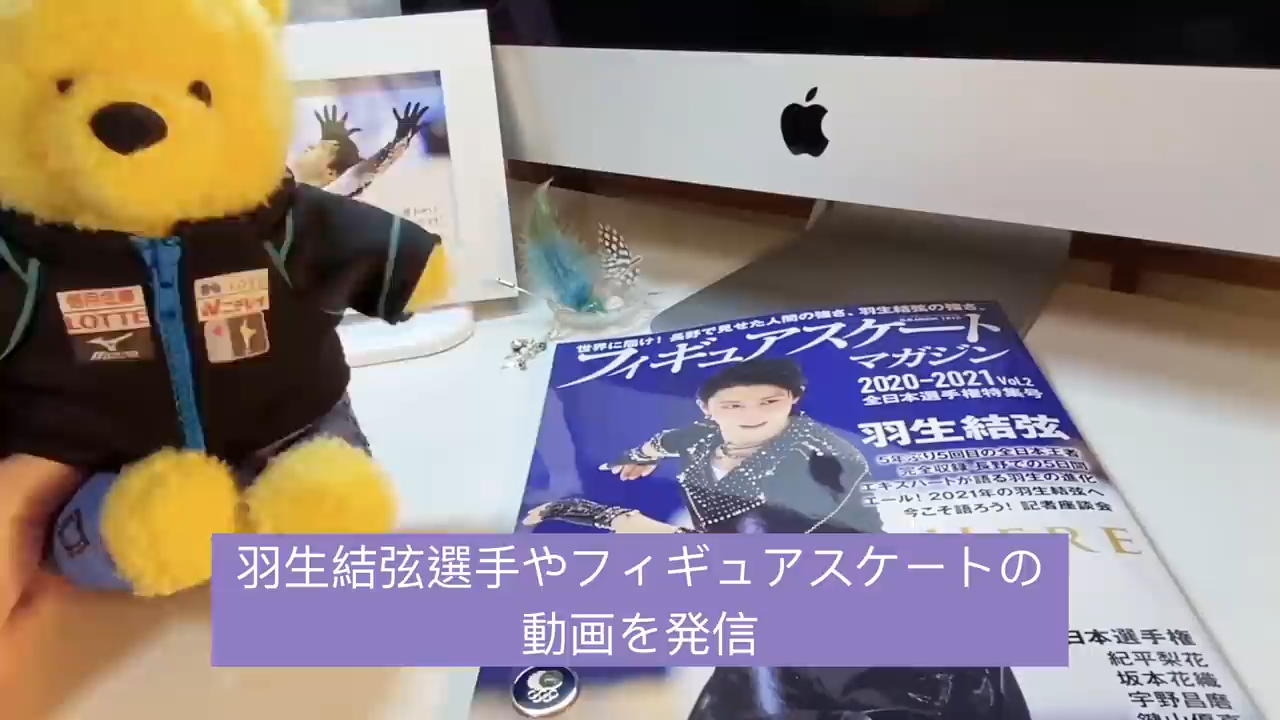 LOTTE
ニチレイ
世界に届け！長野で見せた人間の強さ、羽生結弦の強さ。
フィギュアスケート
マガジン
2020-2021 Vol.2
全日本選手権特集号
羽生結弦
5年ぶり5回目の全日本王者
完全収録 長野での5日間
エキスパートが語る羽生の進化
エール！2021年の羽生結弦へ
今こそ語ろう！記者座談会
羽生結弦選手やフィギュアスケートの
動画を発信
日本選手権
紀平梨花
坂本花織
宇野昌磨